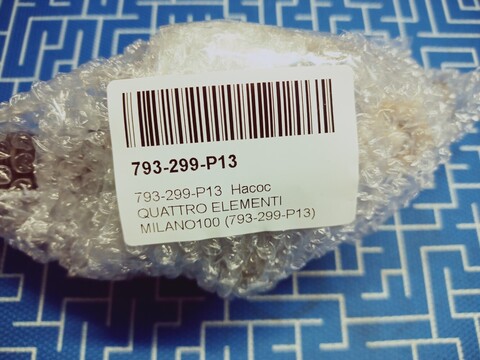 793-299-P13
793-299-P13 Насос
QUATTRO ELEMENTI
MILANO100 (793-299-P13)